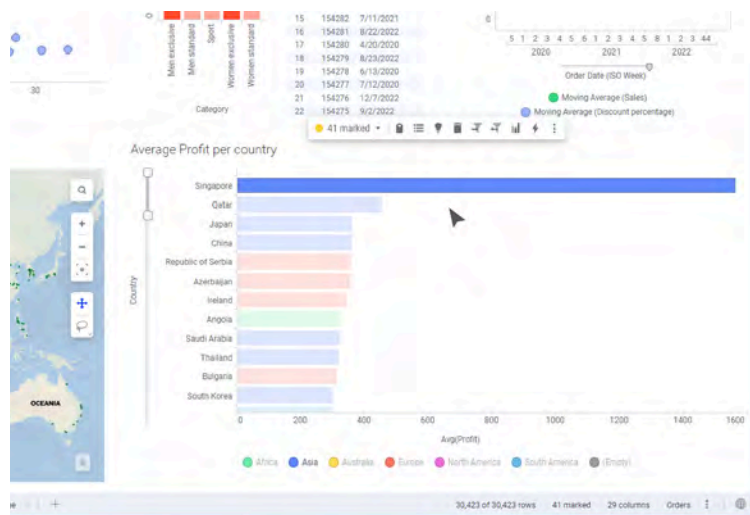 Men exclusive
Men standard
Sport
Women exclusive
Women standard
Category
30
15 154282 7/11/2021
16 154281 8/22/2022
17 154280 4/20/2020
18 154279 8/23/2022
19 154278 6/13/2020
20 154277 7/12/2020
21 154276 12/7/2022
22 154275 9/2/2022
0
5 1 2 3 4 5 6 1 2 3 4 5 8 1 2 3 44
2020 2021 2022
Order Date (ISO Week)
Moving Average (Sales)
Moving Average (Discount percentage)
41 marked
Average Profit per country
Country
Singapore
Qatar
Japan
China
Republic of Serbia
Azerbaijan
Ireland
Angola
Saudi Arabia
Thailand
Bulgaria
South Korea
0 200 400 600 800 1000 1200 1400 1600
Avg(Profit)
Africa Asia Australia Europe North America South America (Empty)
OCEANIA
30,423 of 30,423 rows 41 marked 29 columns Orders